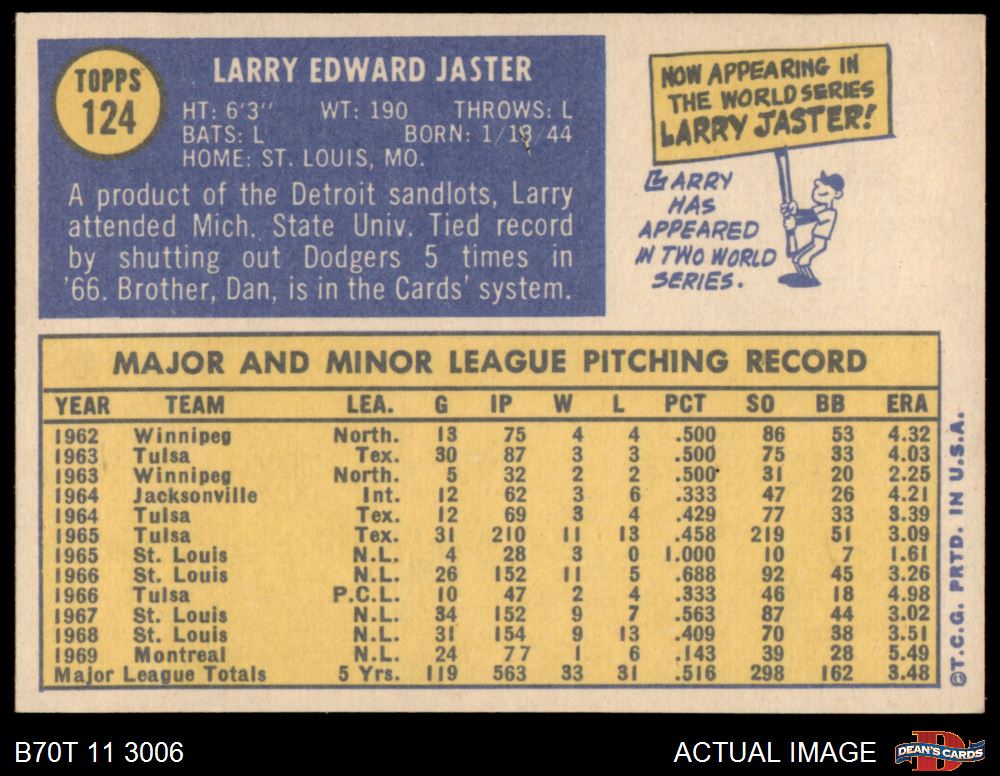 TOPPS
124
LARRY EDWARD JASTER
HT: 6'3'' WT: 190 THROWS: L
BATS: L BORN: 1/13/44
HOME: ST. LOUIS, MO.
A product of the Detroit sandlots, Larry
attended Mich. State Univ. Tied record
by shutting out Dodgers 5 times in
'66. Brother, Dan, is in the Cards' system.
NOW APPEARING IN
THE WORLD SERIES
LARRY JASTER!
LARRY
HAS
APPEARED
IN TWO WORLD
SERIES.
MAJOR AND MINOR LEAGUE PITCHING RECORD
YEAR TEAM LEA. G IP W L PCT SO BB ERA
1962 Winnipeg North. 13 75 4 4 .500 86 53 4.32
1963 Tulsa Tex. 30 87 3 3 .500 75 33 4.03
1963 Winnipeg North. 5 32 2 2 .500 31 20 2.25
1964 Jacksonville Int. 12 62 3 6 .333 47 26 4.21
1964 Tulsa Tex. 12 69 3 4 .429 77 33 3.39
1965 Tulsa Tex. 31 210 11 13 .458 219 51 3.09
1965 St. Louis N.L. 4 28 3 0 1.000 10 7 1.61
1966 St. Louis N.L. 26 152 11 5 .688 92 45 3.26
1966 Tulsa P.C.L. 10 47 2 4 .333 46 18 4.98
1967 St. Louis N.L. 34 152 9 7 .563 87 44 3.02
1968 St. Louis N.L. 31 154 9 13 .409 70 38 3.51
1969 Montreal N.L. 24 77 1 6 .143 39 28 5.49
Major League Totals 5 Yrs. 119 563 33 31 .516 298 162 3.48
©T.C.G. PRTD. IN U.S.A.
B70T 11 3006
ACTUAL IMAGE
DEAN'S CARDS